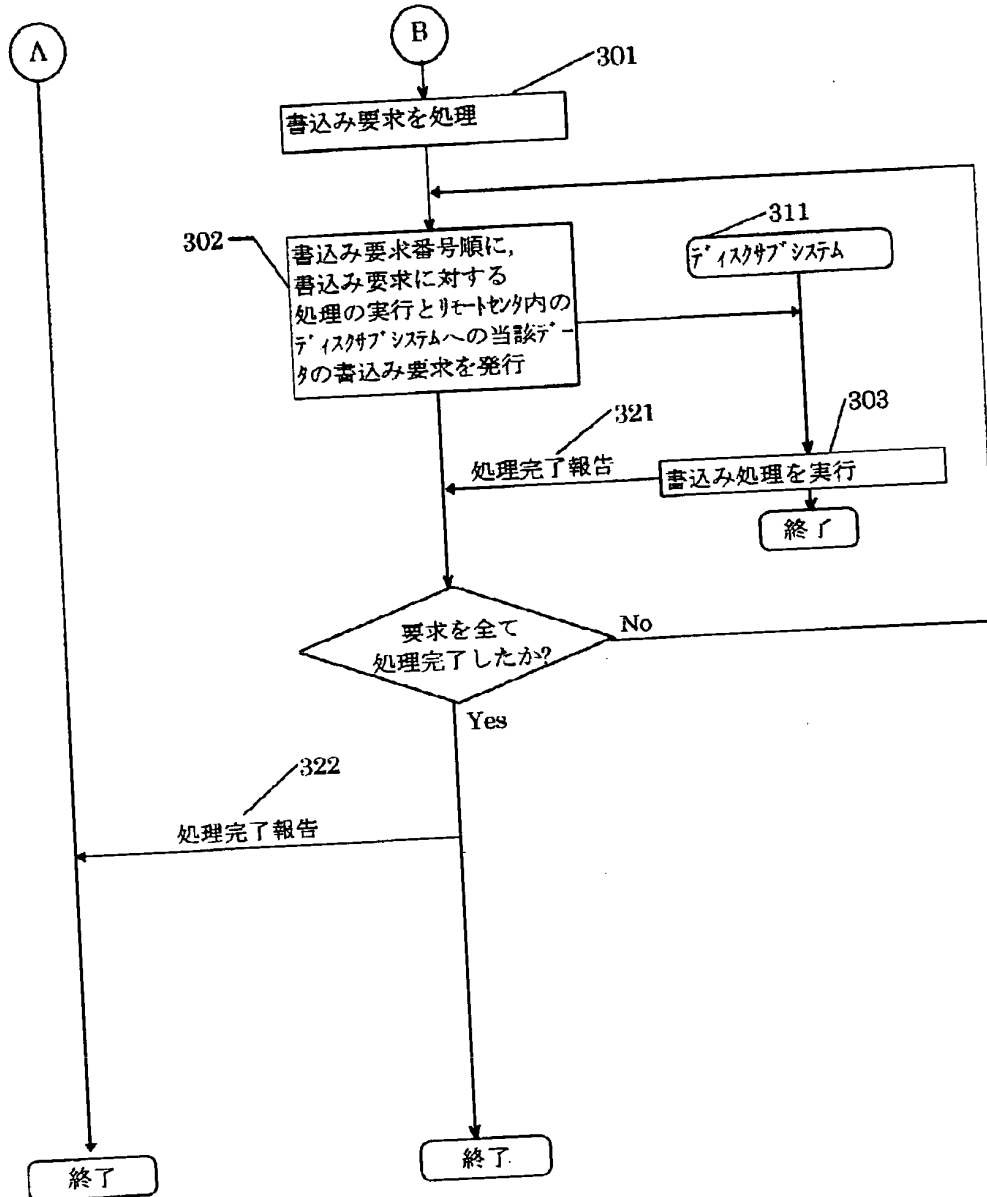 A
B
301
書込み要求を処理
302
書込み要求番号順に,
書込み要求に対する
処理の実行とリモートセンタ内の
ディスクサブシステムへの当該デー
タの書込み要求を発行
311
ディスクサブシステム
321
処理完了報告
303
書込み処理を実行
終了
要求を全て
処理完了したか?
No
Yes
322
処理完了報告
終了
終了